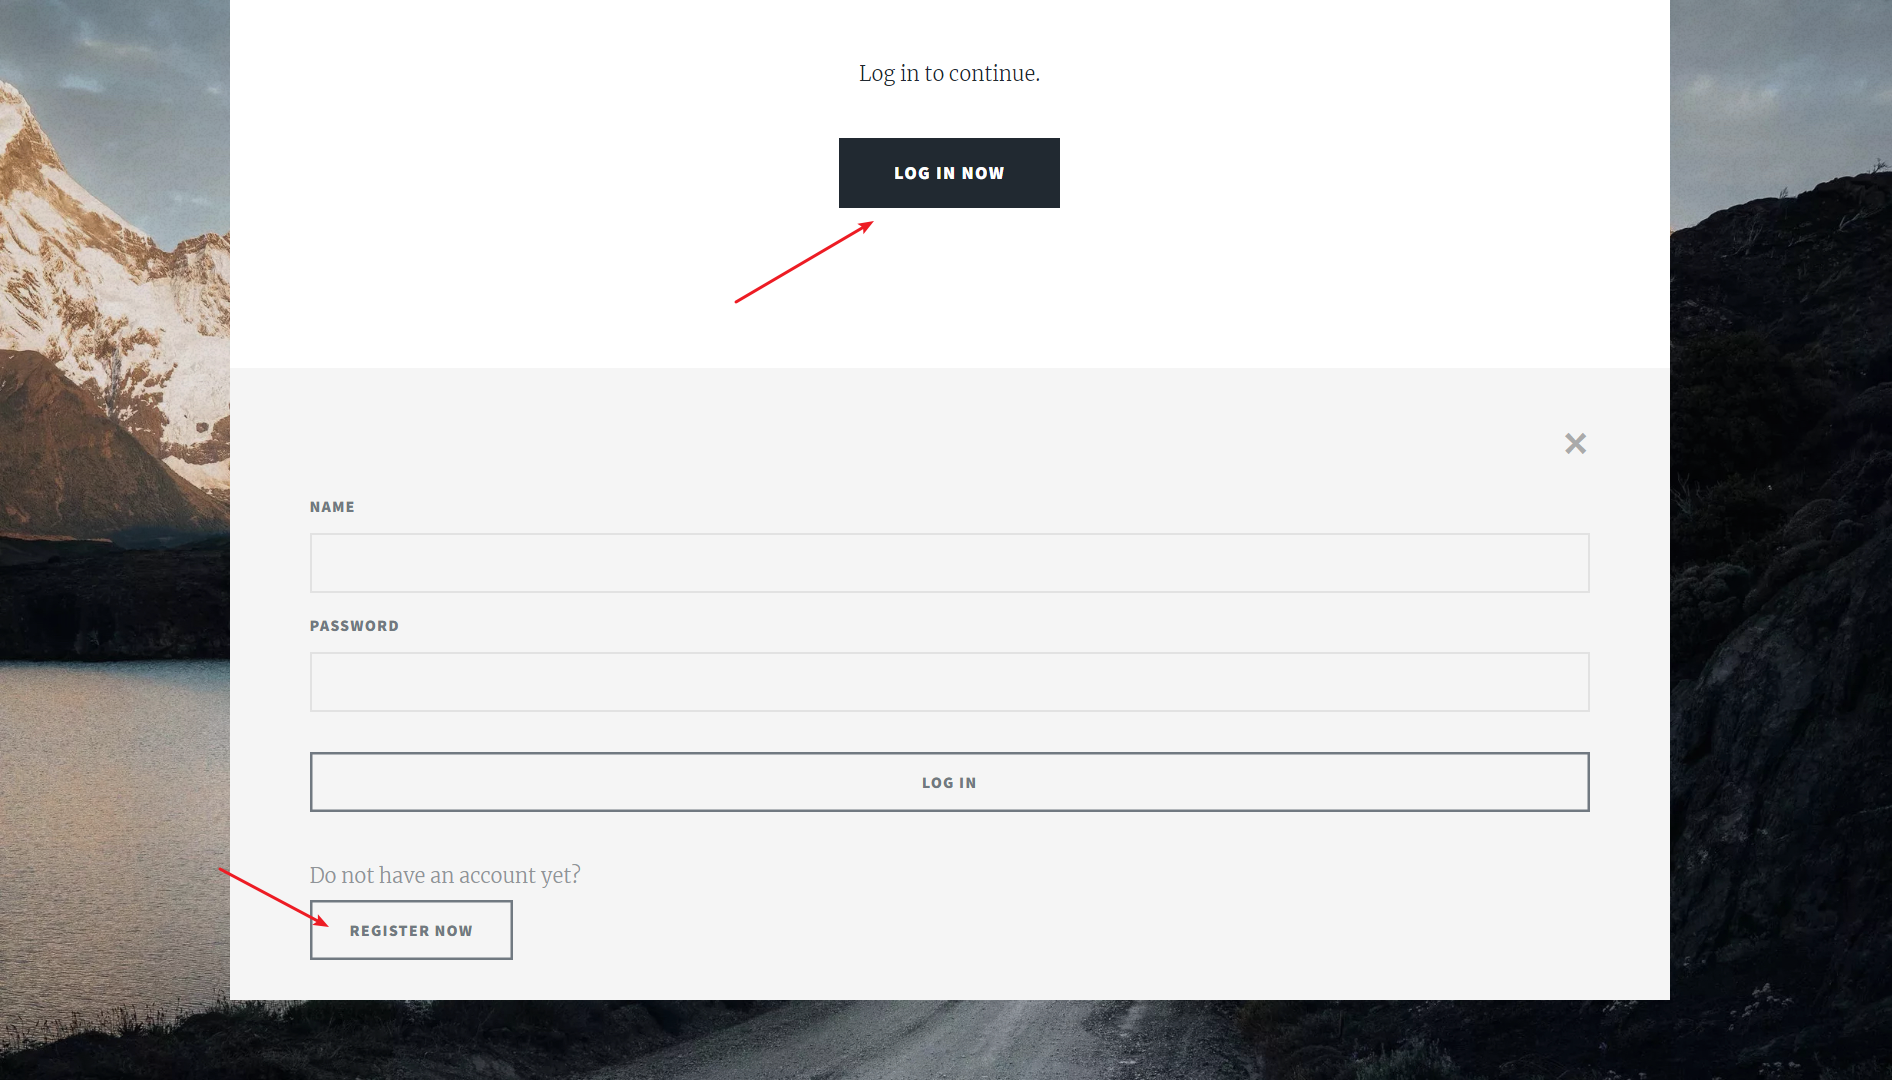 Log in to continue.
LOG IN NOW
NAME
PASSWORD
LOG IN
Do not have an account yet?
REGISTER NOW